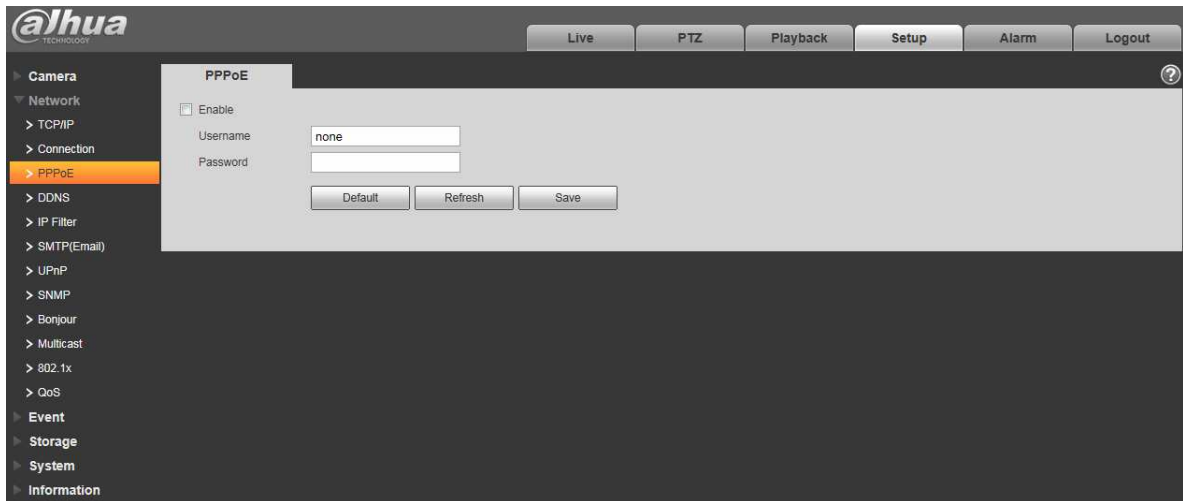 alhua
TECHNOLOGY
Live PTZ Playback Setup Alarm Logout
Camera
Network
> TCP/IP
> Connection
> PPPoE
> DDNS
> IP Filter
> SMTP(Email)
> UPnP
> SNMP
> Bonjour
> Multicast
> 802.1x
> QoS
Event
Storage
System
Information
PPPoE
?
Enable
Username none
Password
Default Refresh Save